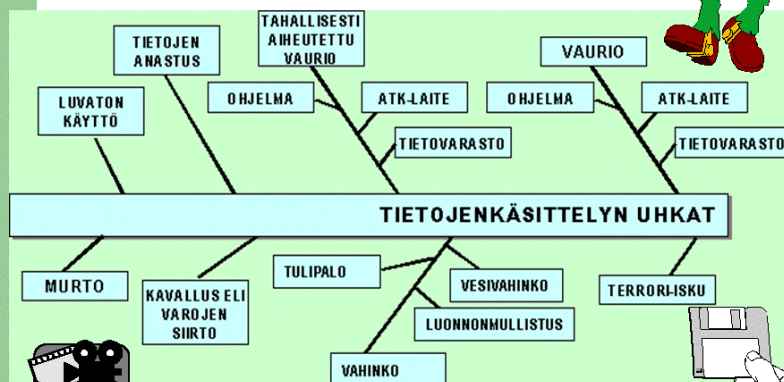 TAHALLISESTI
AIHEUTETTU
VAURIO
TIETOJEN
ANASTUS
VAURIO
LUVATON
KÄYTTÖ
OHJELMA
ATK-LAITE
OHJELMA
ATK-LAITE
TIETOVARASTO
TIETOVARASTO
TIETOJENKÄSITTELYN UHKAT
MURTO
KAVALLUS ELI
VAROJEN
SIIRTO
TULIPALO
VESIVAHINKO
TERRORI-ISKU
LUONNONMULLISTUS
VAHINKO